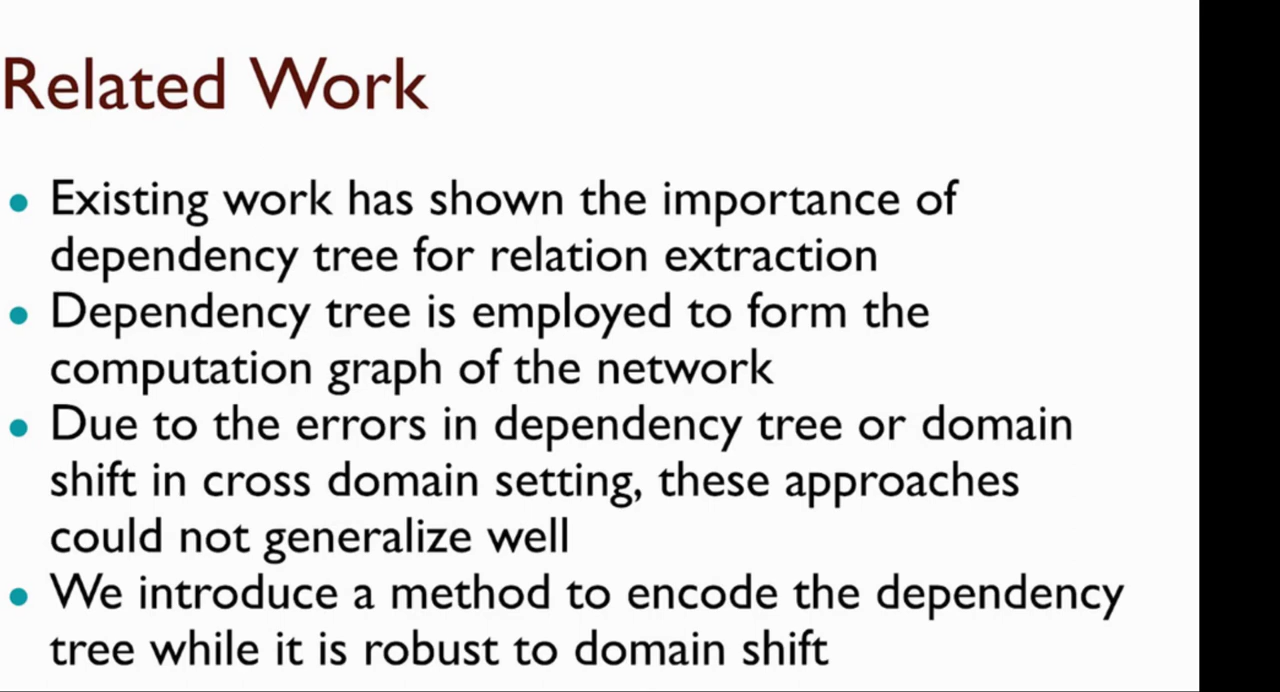 Related Work
• Existing work has shown the importance of
dependency tree for relation extraction
• Dependency tree is employed to form the
computation graph of the network
• Due to the errors in dependency tree or domain
shift in cross domain setting, these approaches
could not generalize well
• We introduce a method to encode the dependency
tree while it is robust to domain shift